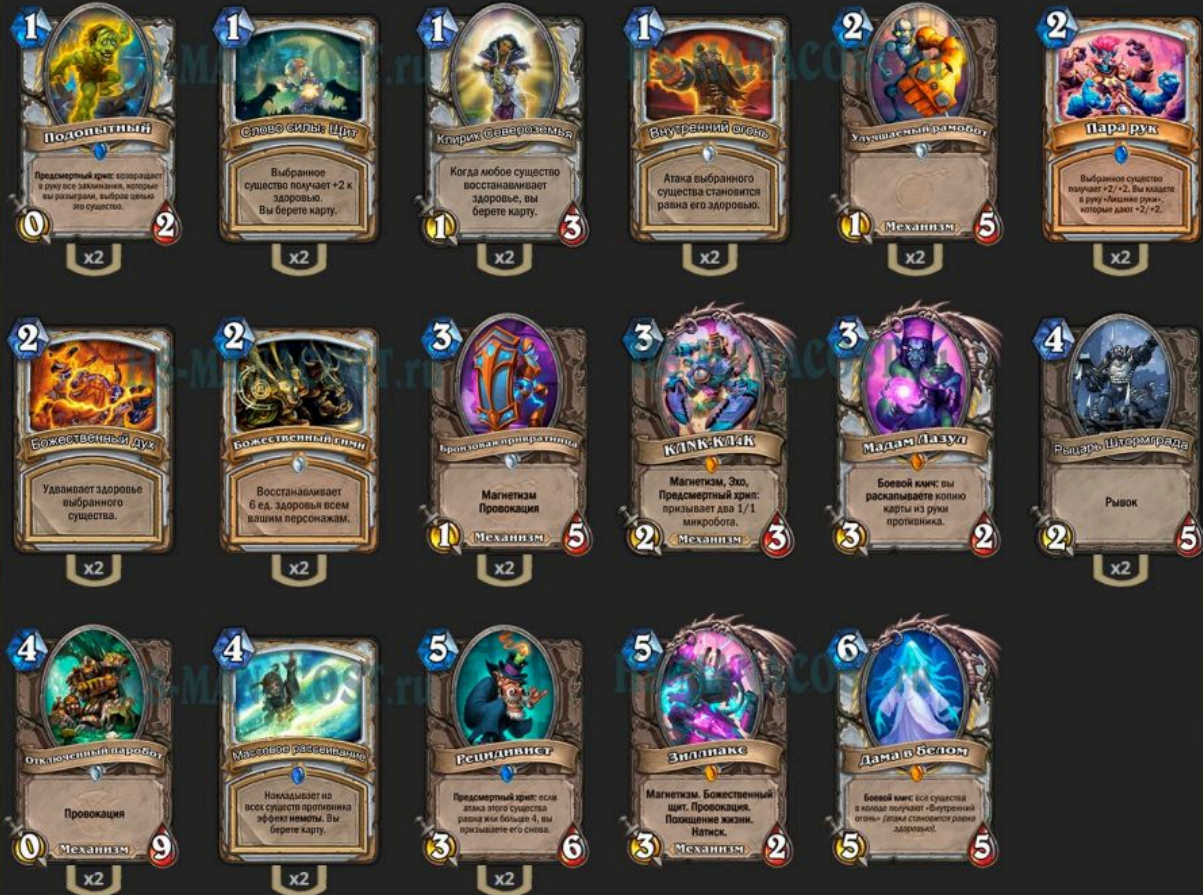 1
Подопытный
Предсмертный хрип: возвращает
в руку все заклинания, которые
вы разыграли, выбрав целью
это существо.
0
2
x2
1
Слово силы: Щит
Выбранное
существо получает +2 к
здоровью.
Вы берете карту.
x2
1
Клирик Североземья
Когда любое существо
восстанавливает
здоровье, вы
берете карту.
1
3
x2
1
Внутренний огонь
Атака выбранного
существа становится
равна его здоровью.
x2
2
Улучшаемый рамобот
1
Механизм
5
x2
2
Пара рук
Выбранное существо
получает +2/+2. Вы кладете
в руку «Лишние руки»,
которые дают +2/+2.
x2
2
Божественный дух
Удваивает здоровье
выбранного
существа.
x2
2
Божественный гимн
Восстанавливает
6 ед. здоровья всем
вашим персонажам.
x2
3
Бронзовая привратница
Магнетизм
Провокация
1
Механизм
5
x2
3
КЛNК-КЛ4К
Магнетизм, Эхо,
Предсмертный хрип:
призывает два 1/1
микробота.
2
Механизм
3
3
Мадам Лазул
Боевой клич: вы
раскапываете копию
карты из руки
противника.
3
2
4
Рыцарь Штормграда
Рывок
2
5
x2
4
Отключенный паробот
Провокация
0
Механизм
9
x2
4
Массовое рассеивание
Накладывает на
всех существ противника
эффект немоты. Вы
берете карту.
x2
5
Рецидивист
Предсмертный хрип: если
атака этого существа
равна или больше 4, вы
призываете его снова.
3
6
x2
5
Зиллиакс
Магнетизм. Божественный
щит. Провокация.
Похищение жизни.
Натиск.
3
Механизм
2
6
Дама в белом
Боевой клич: все существа
в колоде получают «Внутренний
огонь» (атака становится равна
здоровью).
5
5
HS-MANACOST.ru